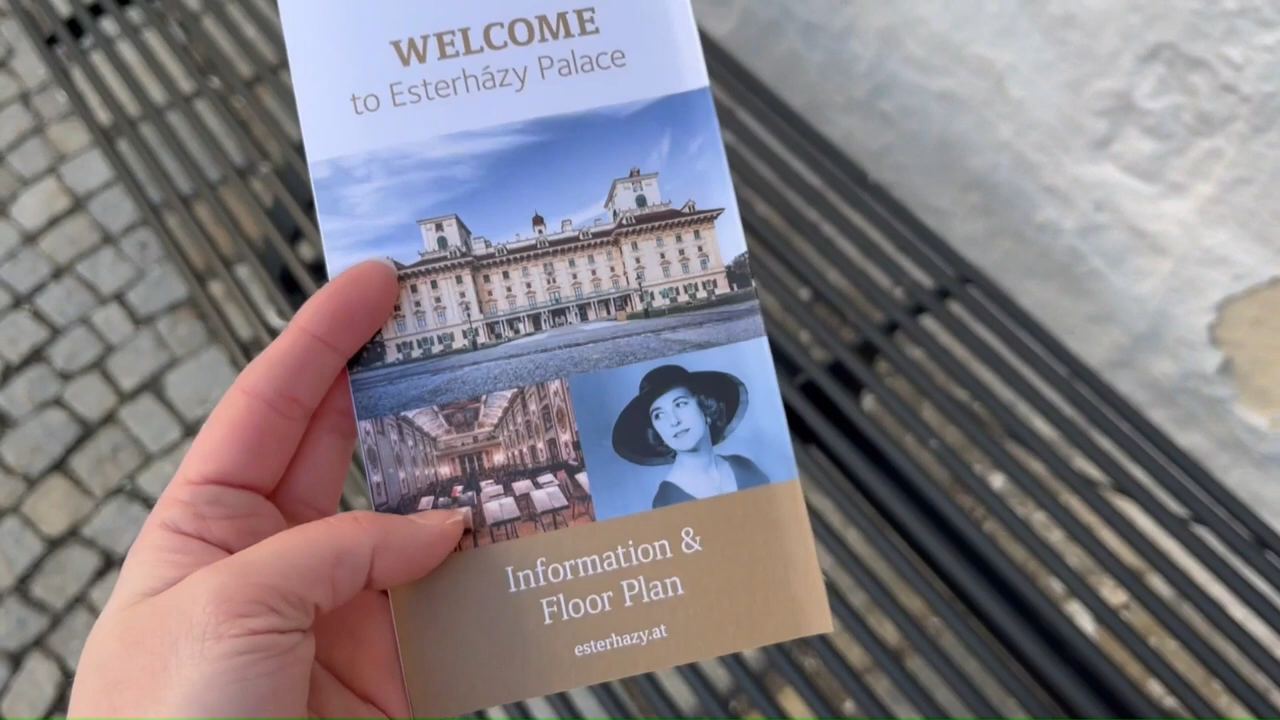 WELCOME
to Esterházy Palace
Information &
Floor Plan
esterhazy.at